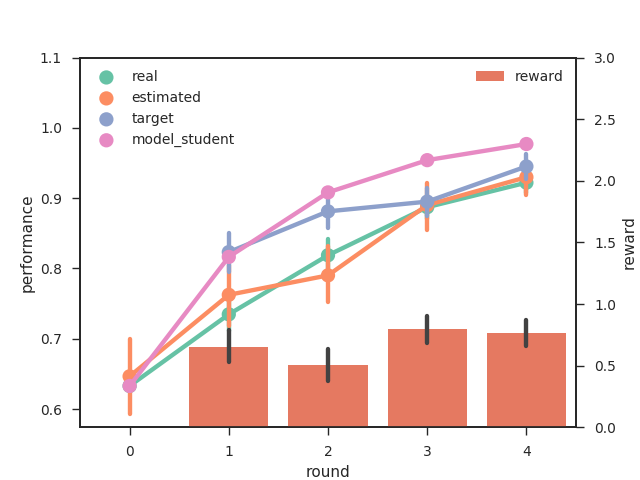 1.1
1.0
0.9
0.8
0.7
0.6
performance
real
estimated
target
model_student
reward
3.0
2.5
2.0
1.5
1.0
0.5
0.0
reward
0 1 2 3 4
round